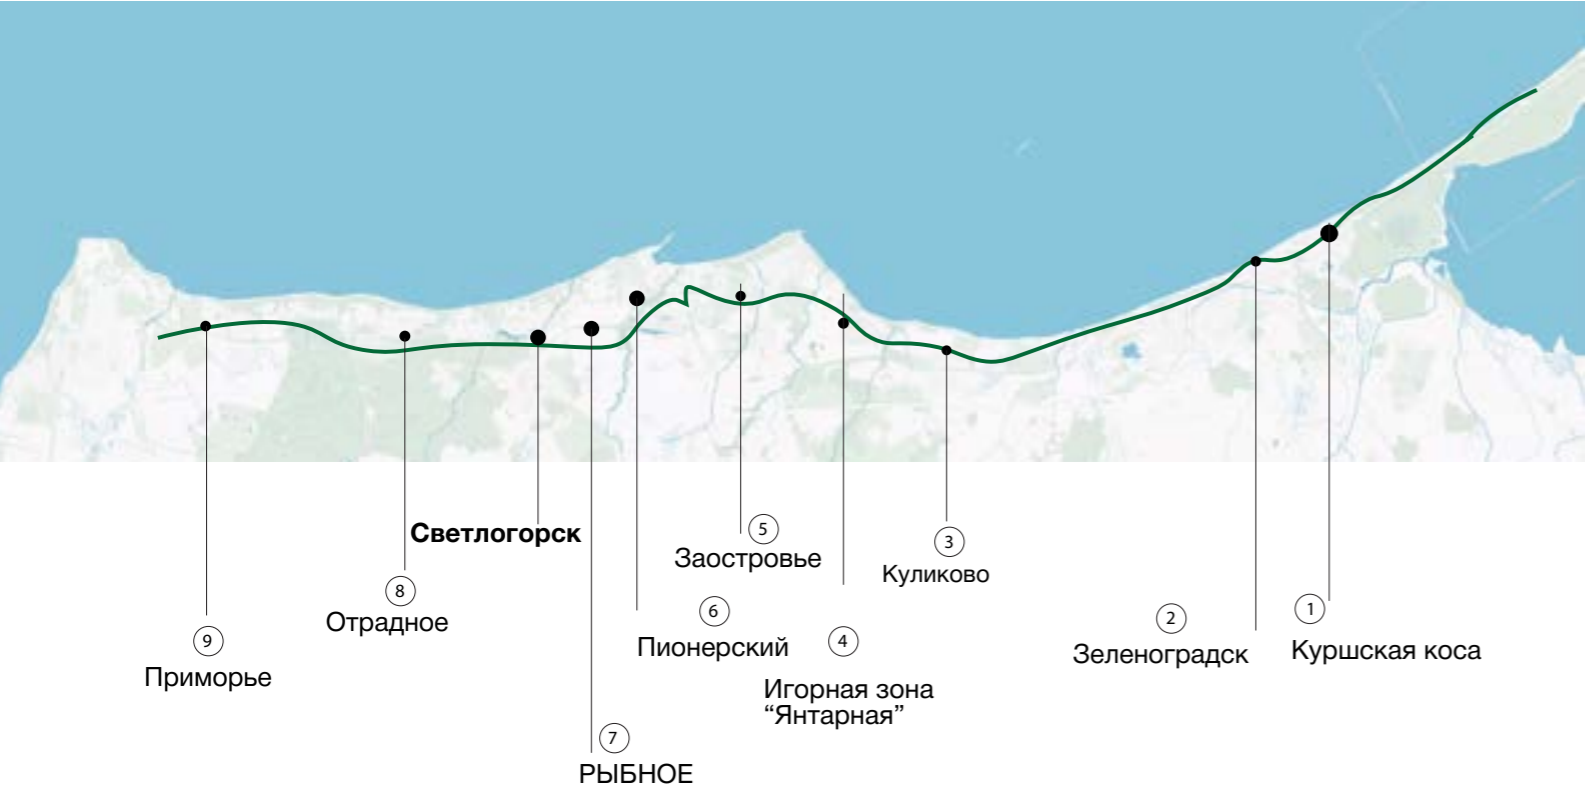 Светлогорск
5
Заостровье
3
Куликово
8
Отрадное
6
Пионерский
1
Куршская коса
2
Зеленоградск
9
Приморье
4
Игорная зона
“Янтарная”
7
РЫБНОЕ